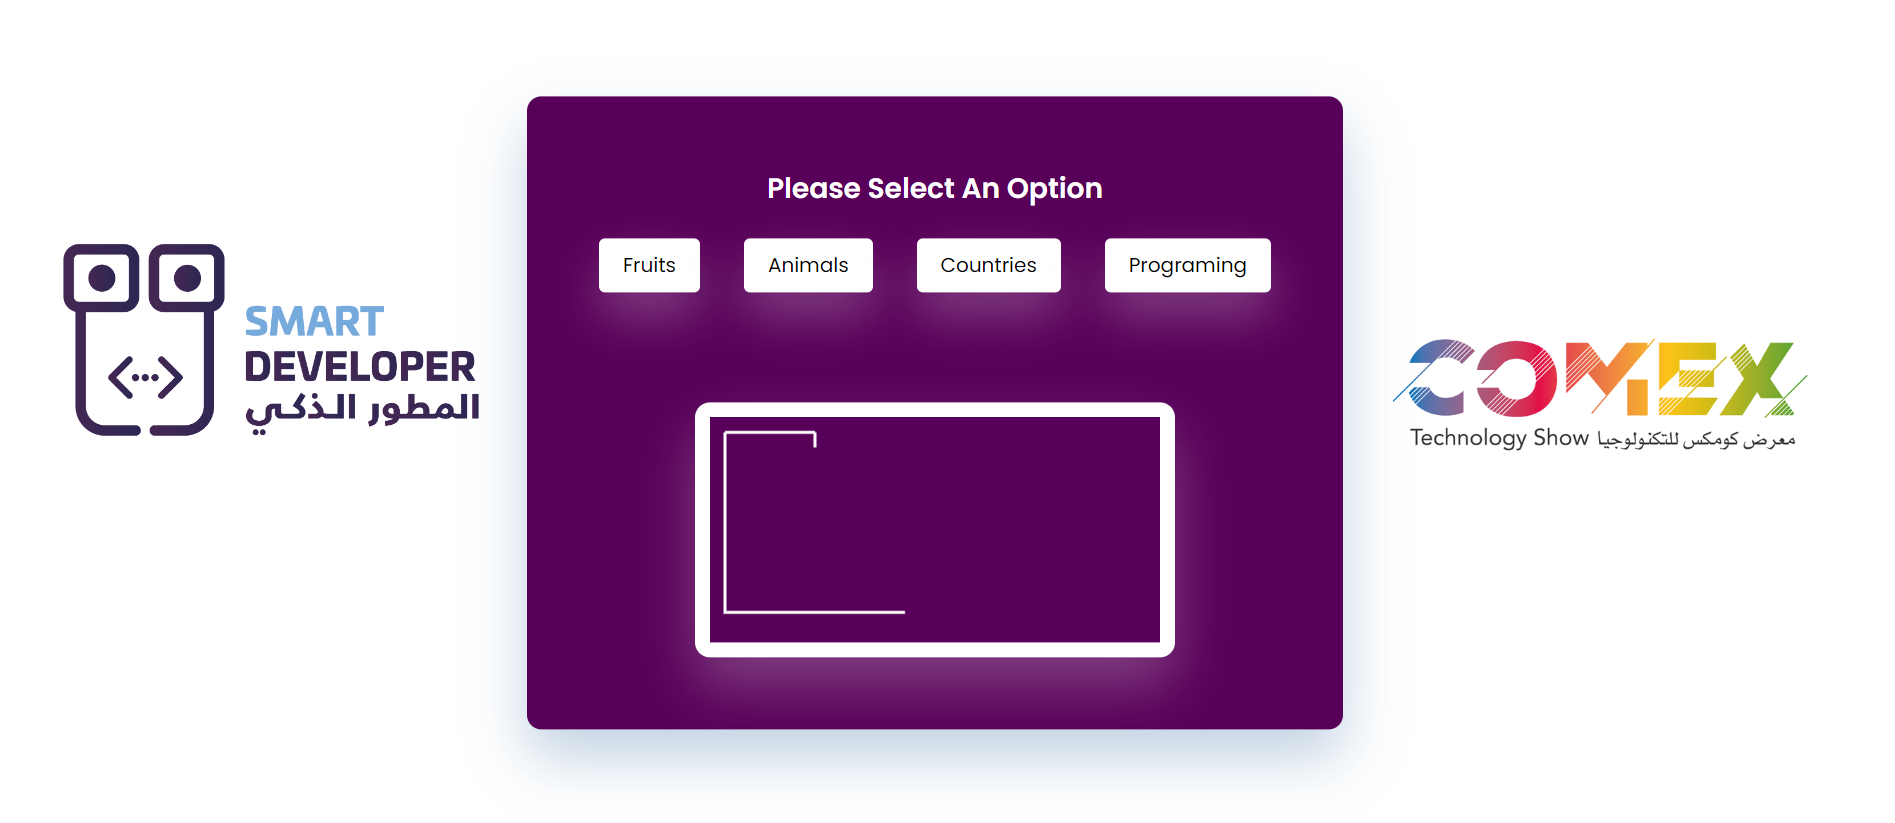 SMART
DEVELOPER
المطور الذكي
Please Select An Option
Fruits
Animals
Countries
Programing
COMEX
Technology Show معرض كومكس للتكنولوجيا